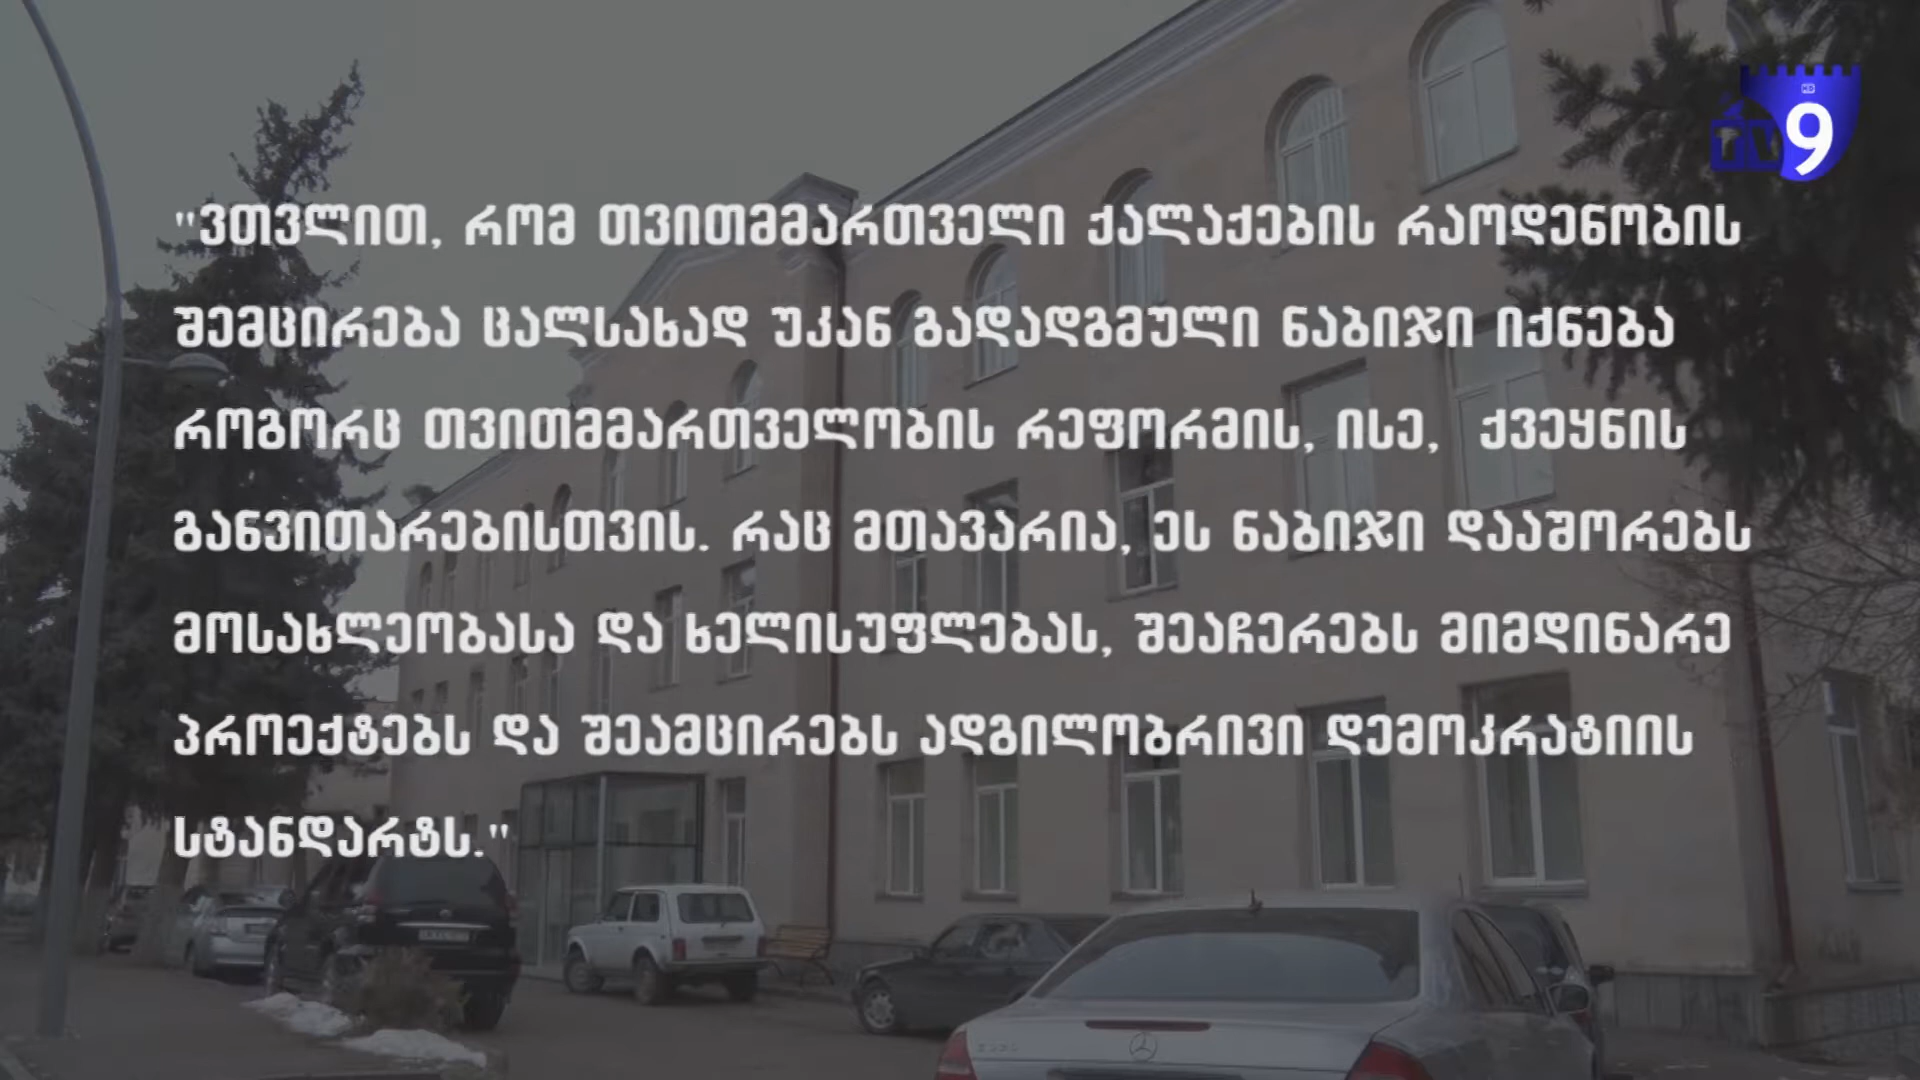 "ვთვლით, რომ თვითმმართველი ქალაქების რაოდენობის
შემცირება ცალსახად უკან გადადგმული ნაბიჯი იქნება
როგორც თვითმმართველობის რეფორმის, ისე, ქვეყნის
განვითარებისთვის. რაც მთავარია, ეს ნაბიჯი დააშორებს
მოსახლეობასა და ხელისუფლებას, შეაჩერებს მიმდინარე
პროექტებს და შეამცირებს ადგილობრივი დემოკრატიის
სტანდარტს."
TV9